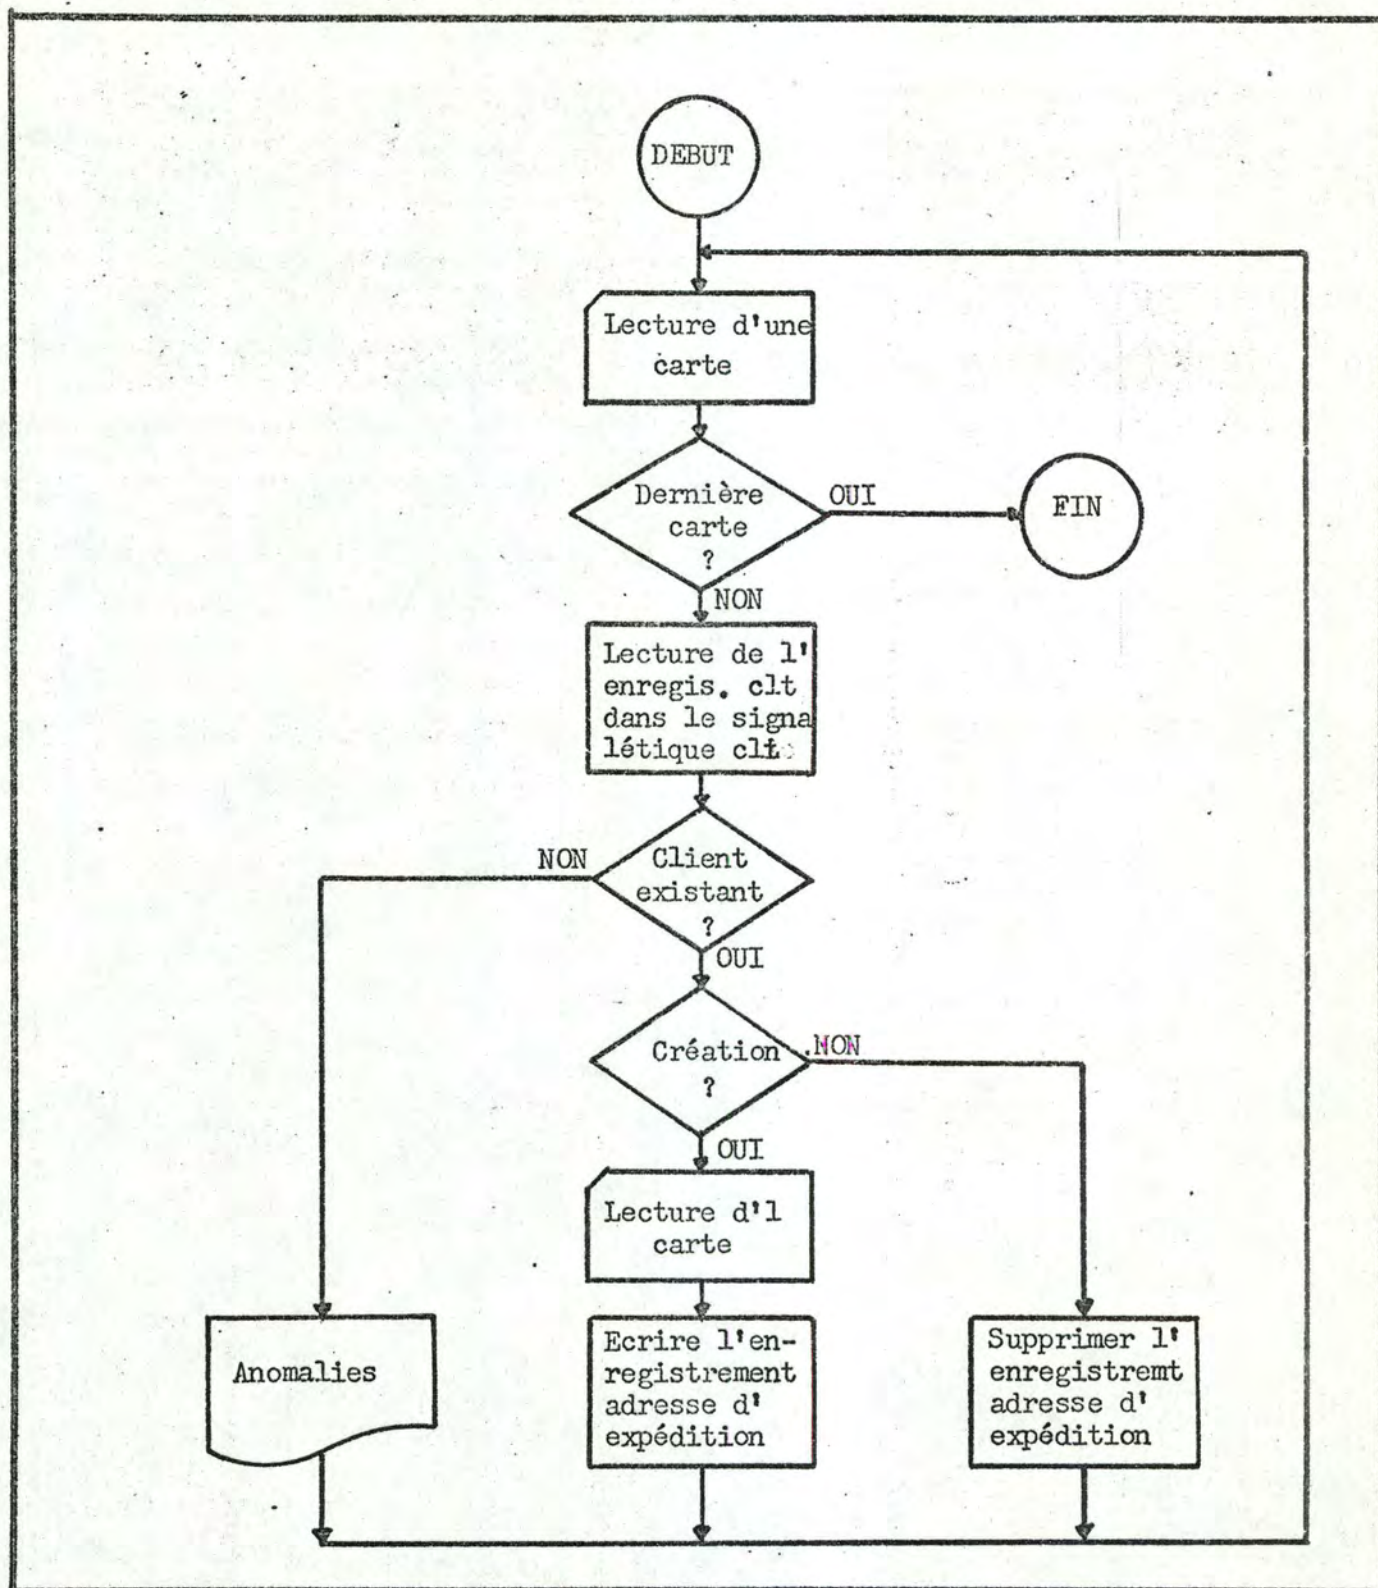 DEBUT
Lecture d'une
carte
Dernière
carte
?
OUI
FIN
NON
Lecture de l'
enregis. clt
dans le signa
létique clt
NON
Client
existant
?
OUI
Création
?
.NON
OUI
Lecture d'l
carte
Anomalies
Ecrire l'en-
registrement
adresse d'
expédition
Supprimer l'
enregistremt
adresse d'
expédition